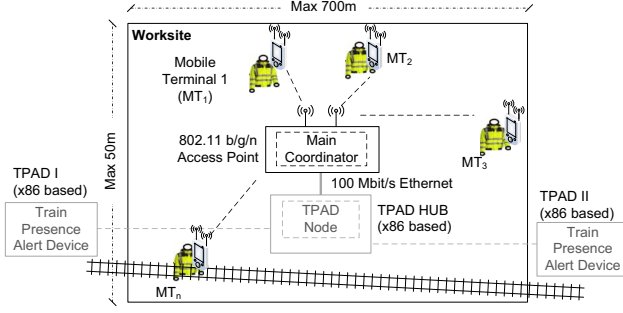 Max 700m
Worksite
Max 50m
Mobile
Terminal 1
(MT₁)
MT₂
MT₃
802.11 b/g/n
Access Point
Main
Coordinator
100 Mbit/s Ethernet
TPAD I
(x86 based)
Train
Presence
Alert Device
TPAD
Node
TPAD HUB
(x86 based)
TPAD II
(x86 based)
Train
Presence
Alert Device
MTₙ